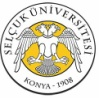 SELÇUK ÜNİVERSİTESİ
KONYA - 1908